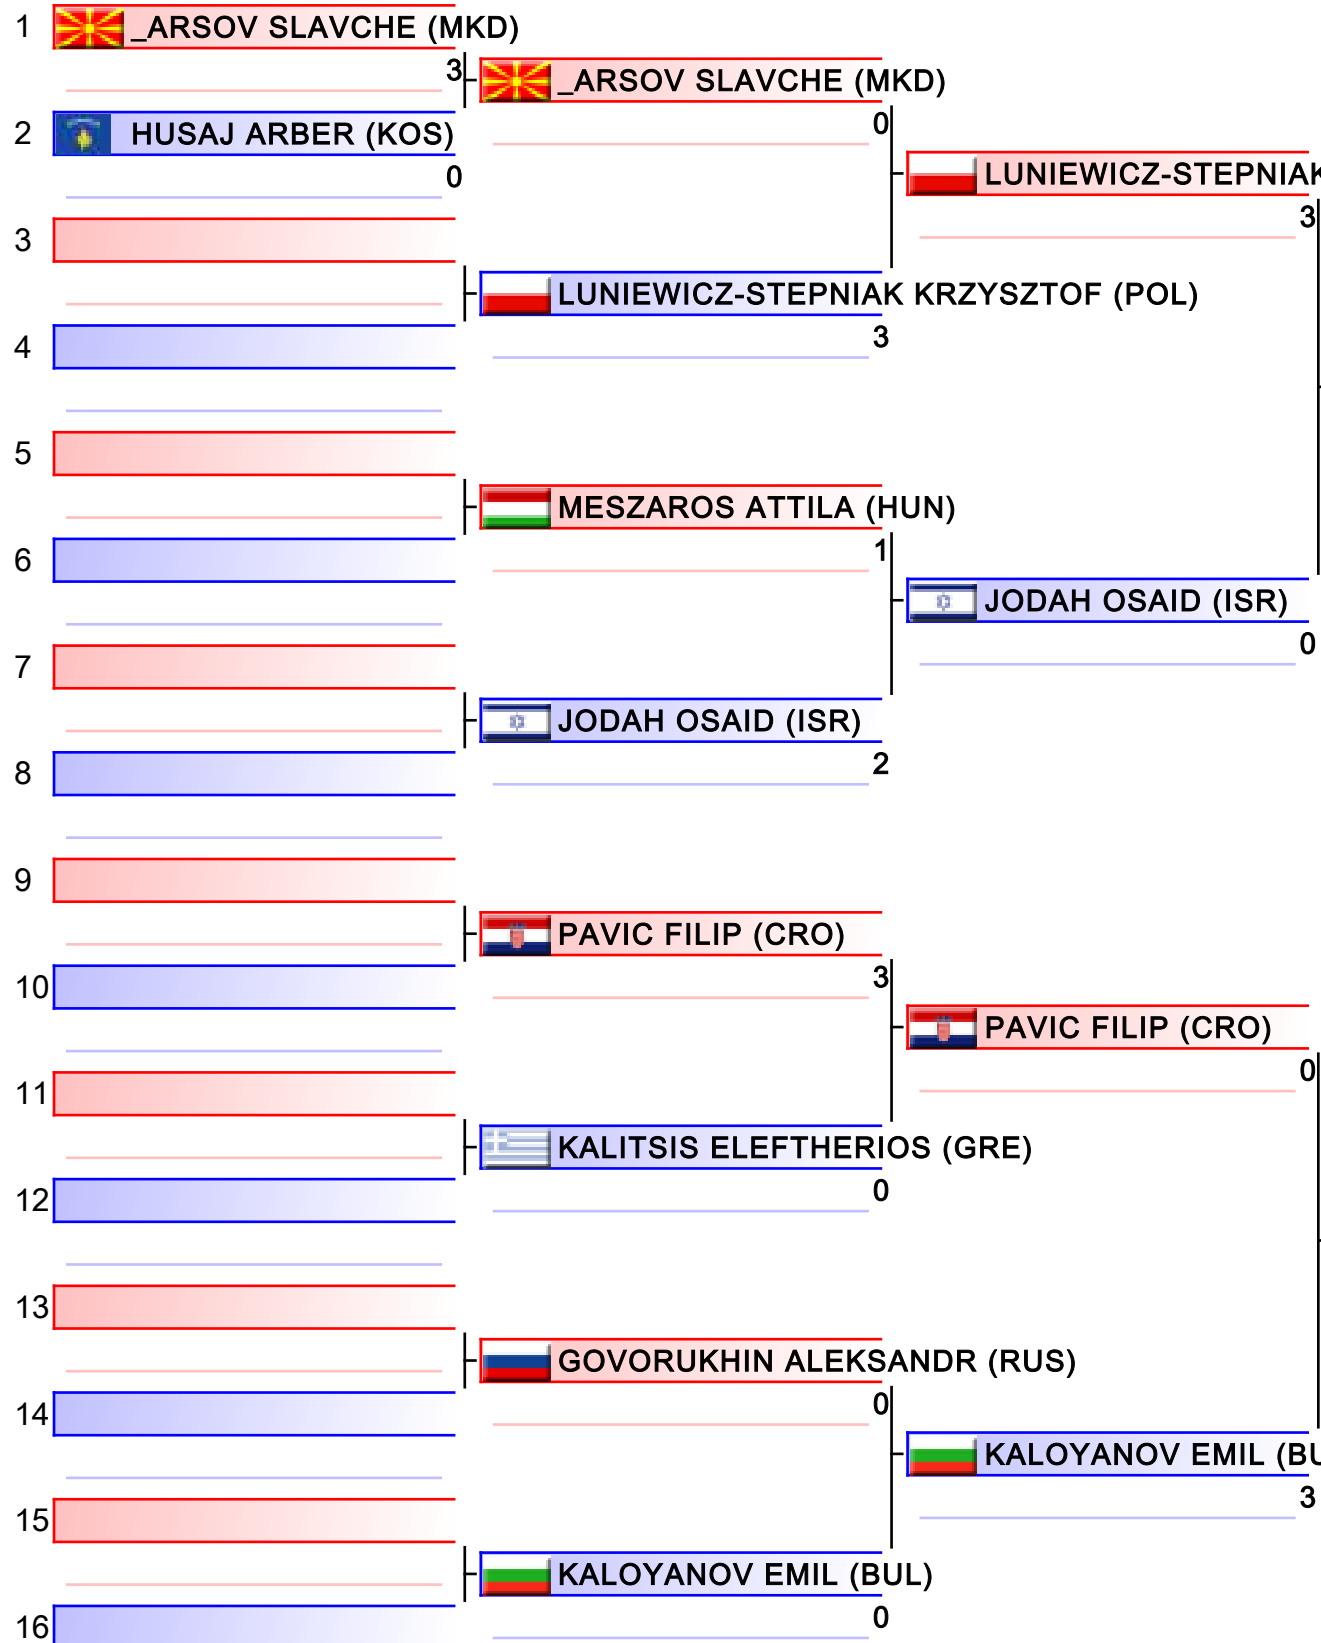 1
_ARSOV SLAVCHE (MKD)
3
_ARSOV SLAVCHE (MKD)
0
2
HUSAJ ARBER (KOS)
0
LUNIEWICZ-STEPNIAK
3
3
LUNIEWICZ-STEPNIAK KRZYSZTOF (POL)
3
4
5
MESZAROS ATTILA (HUN)
1
6
JODAH OSAID (ISR)
0
7
JODAH OSAID (ISR)
2
8
9
PAVIC FILIP (CRO)
3
10
PAVIC FILIP (CRO)
0
11
KALITSIS ELEFTHERIOS (GRE)
0
12
13
GOVORUKHIN ALEKSANDR (RUS)
0
14
KALOYANOV EMIL (BU
3
15
KALOYANOV EMIL (BUL)
0
16